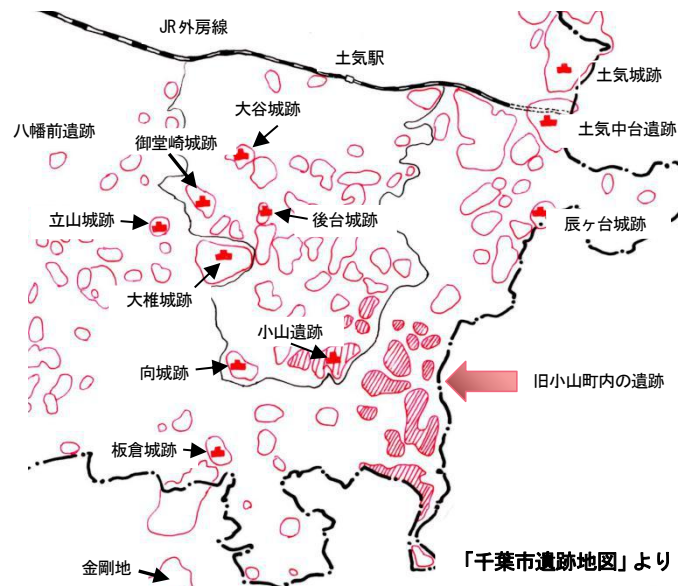 JR外房線
土気駅
土気城跡
大谷城跡
八幡前遺跡
御堂崎城跡
土気中台遺跡
立山城跡
後台城跡
辰ヶ台城跡
大椎城跡
小山遺跡
向城跡
旧小山町内の遺跡
板倉城跡
金剛地
「千葉市遺跡地図」より